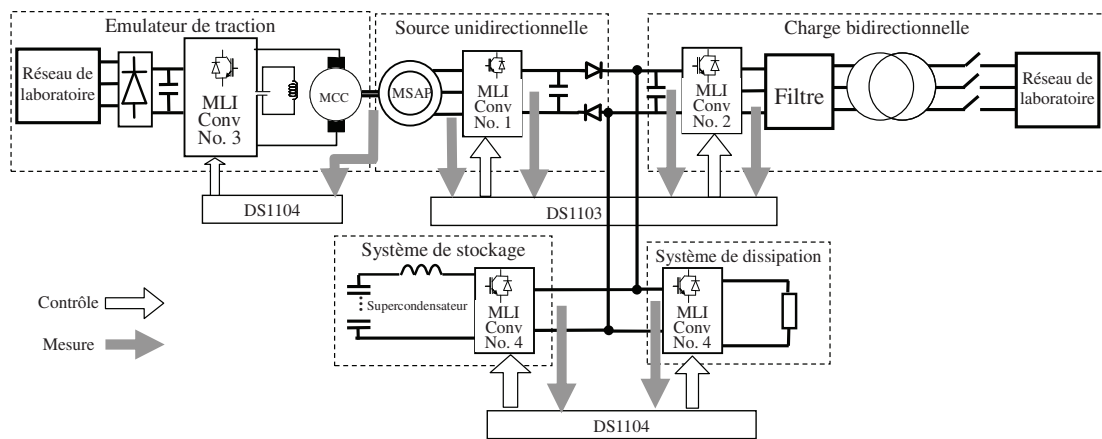 Emulateur de traction
Source unidirectionnelle
Charge bidirectionnelle
Réseau de
laboratoire
MLI
Conv
No. 3
MCC
MSAP
MLI
Conv
No. 1
MLI
Conv
No. 2
Filtre
Réseau de
laboratoire
DS1104
DS1103
Système de stockage
Supercondensateur
MLI
Conv
No. 4
Système de dissipation
MLI
Conv
No. 4
Contrôle
Mesure
DS1104